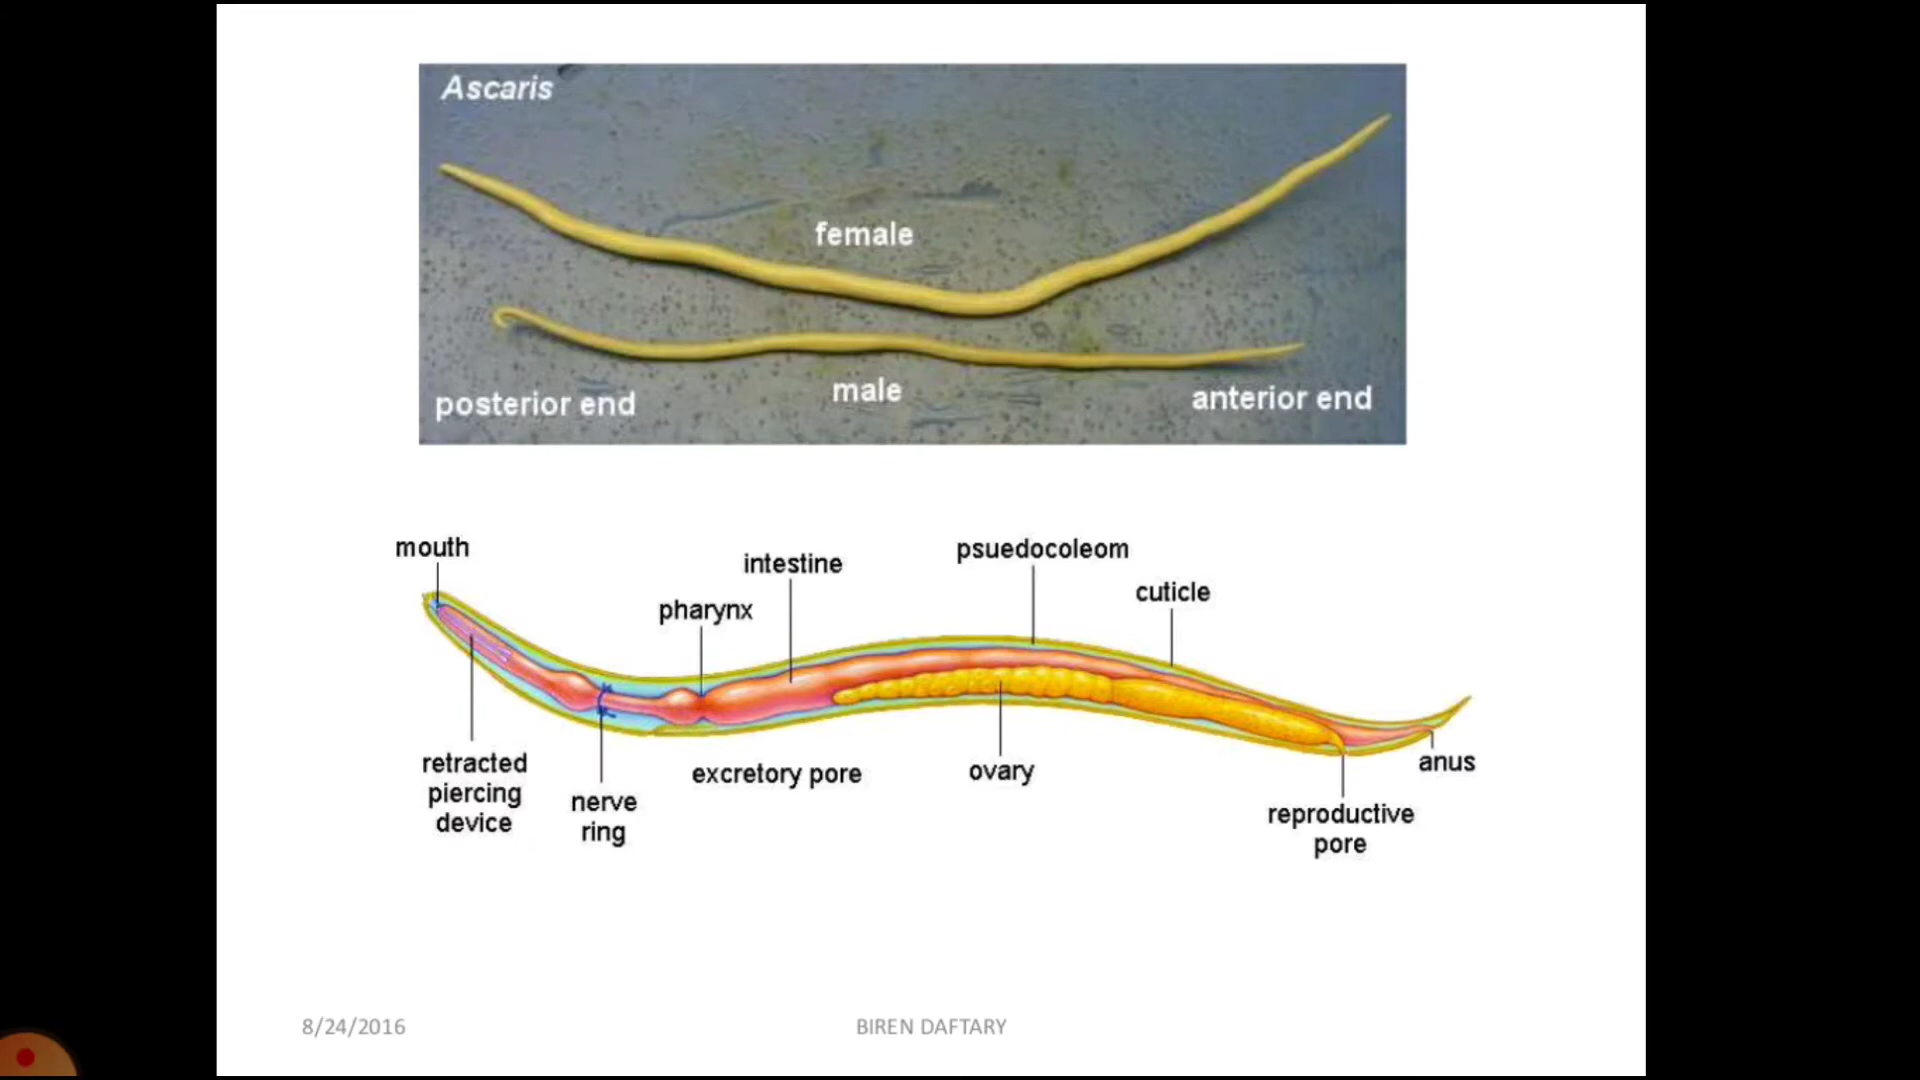 Ascaris
female
male
posterior end
anterior end
mouth
intestine
psuedocoleom
cuticle
pharynx
retracted
piercing
device
nerve
ring
excretory pore
ovary
anus
reproductive
pore
8/24/2016
BIREN DAFTARY